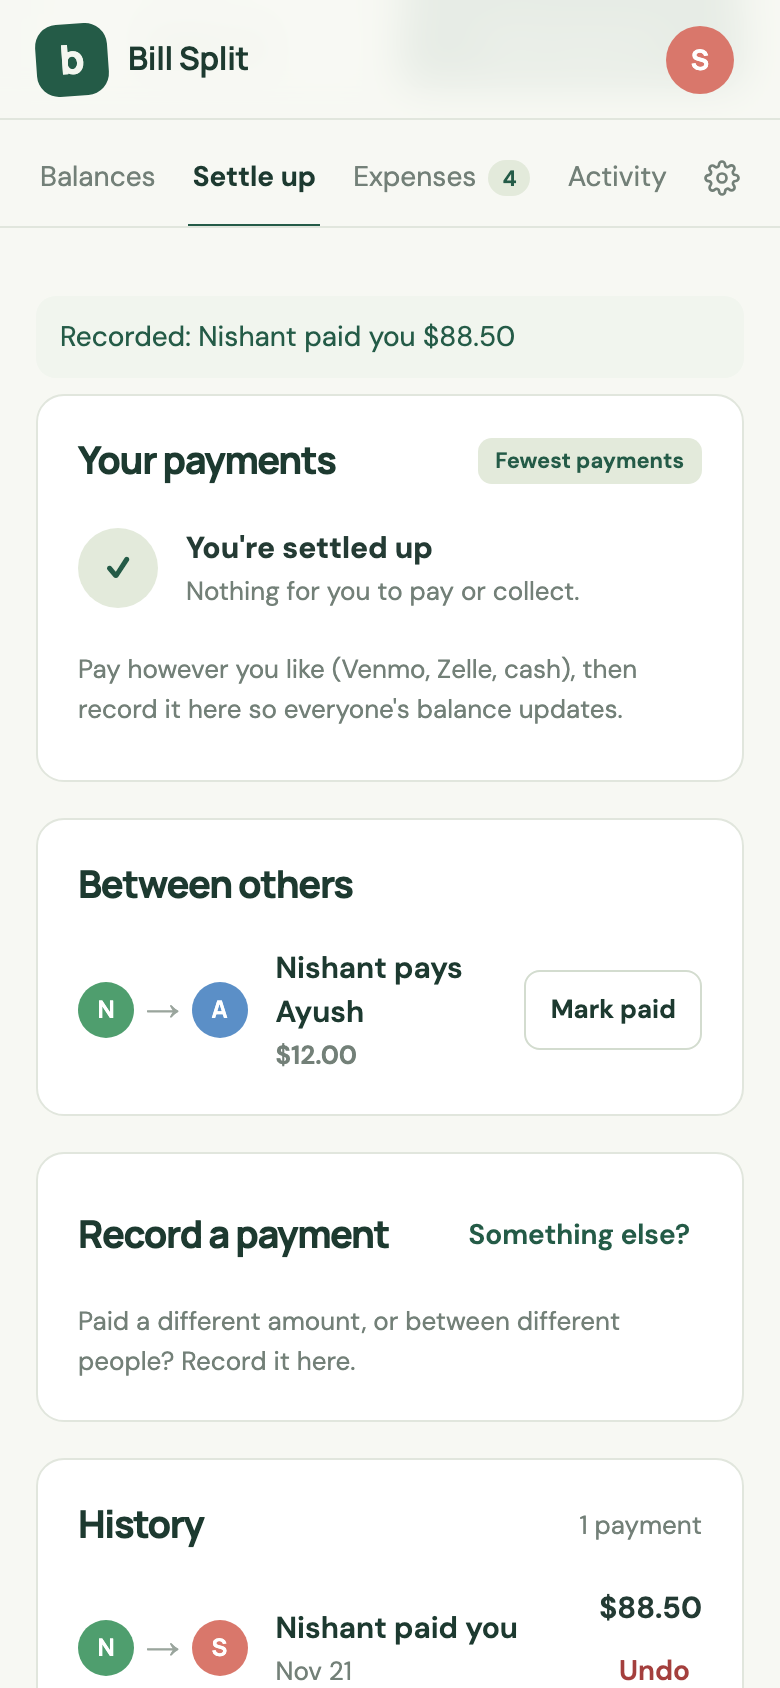 b Bill Split S
Balances Settle up Expenses 4 Activity
Recorded: Nishant paid you $88.50
Your payments Fewest payments
You're settled up
Nothing for you to pay or collect.
Pay however you like (Venmo, Zelle, cash), then
record it here so everyone's balance updates.
Between others
N → A Nishant pays
Ayush
$12.00
Mark paid
Record a payment Something else?
Paid a different amount, or between different
people? Record it here.
History 1 payment
N → S Nishant paid you $88.50
Nov 21 Undo